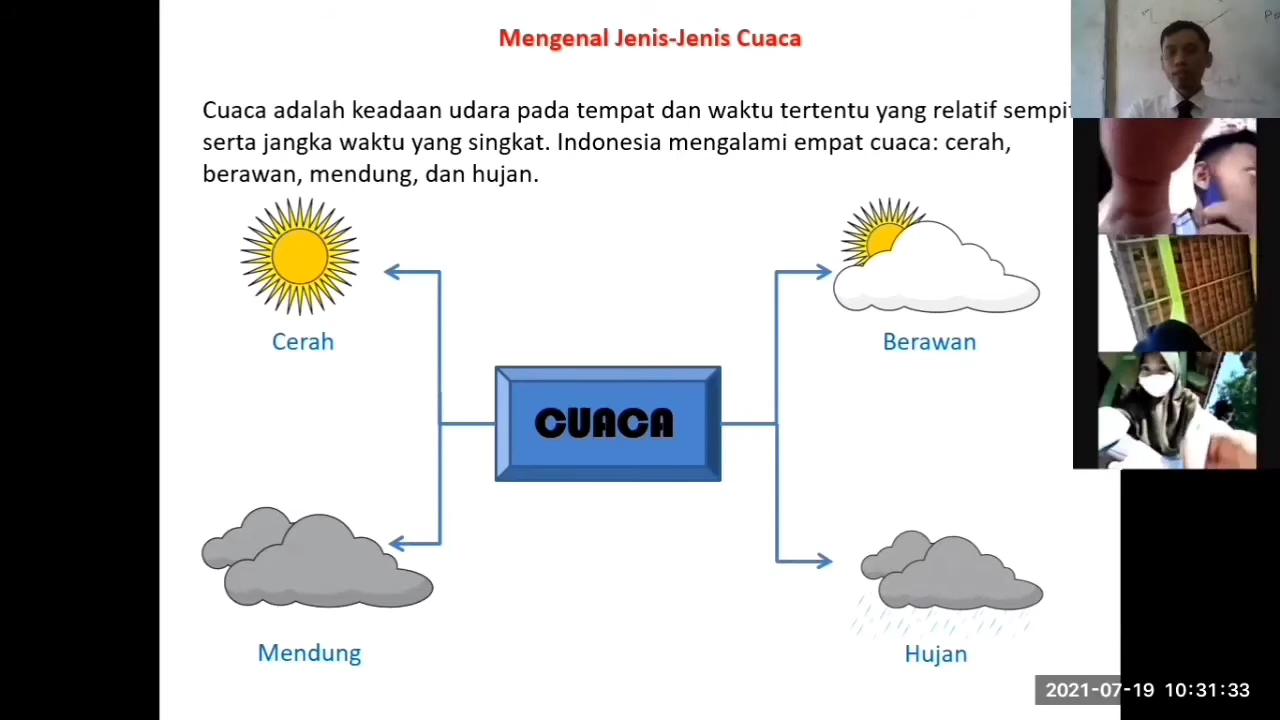 Mengenal Jenis-Jenis Cuaca
Cuaca adalah keadaan udara pada tempat dan waktu tertentu yang relatif sempit
serta jangka waktu yang singkat. Indonesia mengalami empat cuaca: cerah,
berawan, mendung, dan hujan.
Cerah
Berawan
CUACA
Mendung
Hujan
2021-07-19 10:31:33